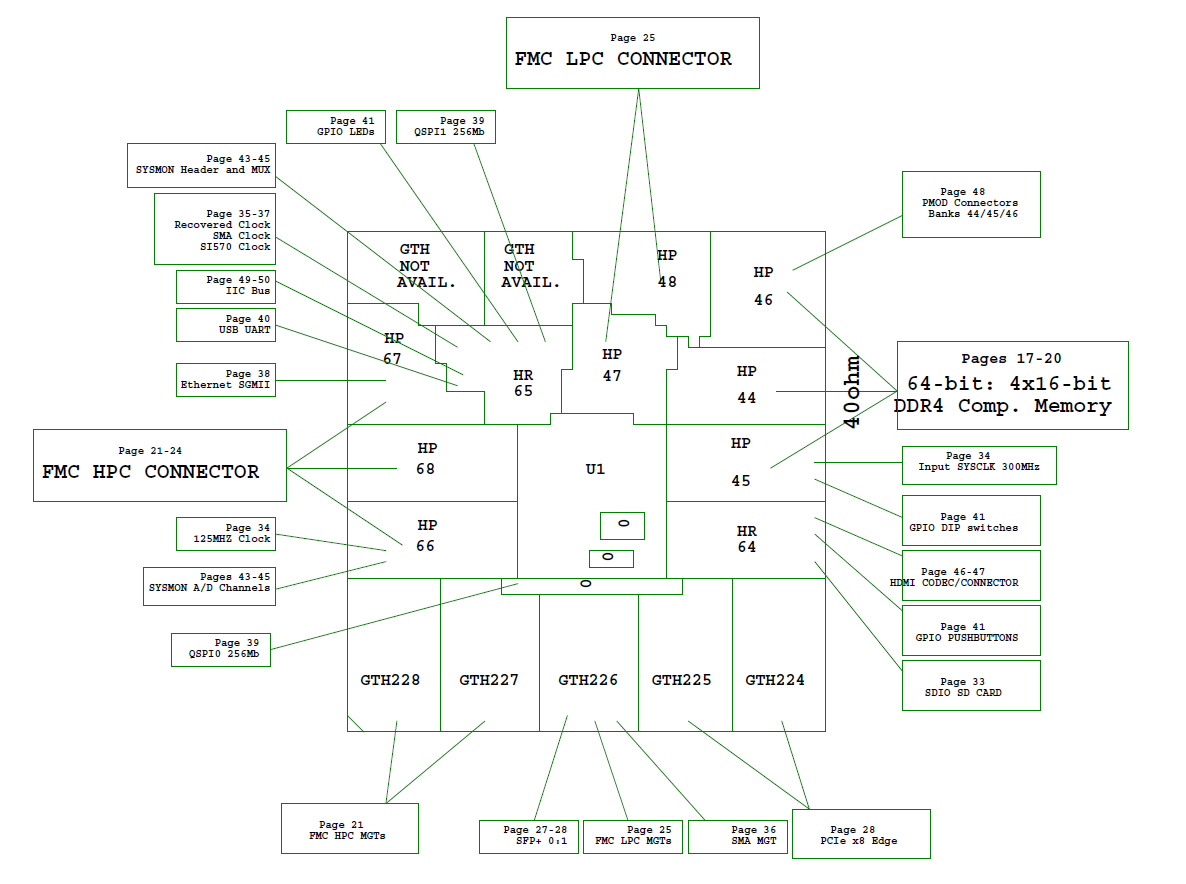 Page 25
FMC LPC CONNECTOR
Page 41
GPIO LEDs
Page 39
QSPI1 256Mb
Page 43-45
SYSMON Header and MUX
Page 35-37
Recovered Clock
SMA Clock
SI570 Clock
Page 49-50
IIC Bus
Page 40
USB UART
Page 38
Ethernet SGMII
Page 21-24
FMC HPC CONNECTOR
Page 34
125MHZ Clock
Pages 43-45
SYSMON A/D Channels
Page 39
QSPI0 256Mb
GTH
NOT
AVAIL.
GTH
NOT
AVAIL.
HP
48
HP
46
HP
67
HR
65
HP
47
HP
44
40ohm
HP
68
U1
HP
45
HP
66
HR
64
0
0
0
GTH228
GTH227
GTH226
GTH225
GTH224
Page 48
PMOD Connectors
Banks 44/45/46
Pages 17-20
64-bit: 4x16-bit
DDR4 Comp. Memory
Page 34
Input SYSCLK 300MHz
Page 41
GPIO DIP switches
Page 46-47
HDMI CODEC/CONNECTOR
Page 41
GPIO PUSHBUTTONS
Page 33
SDIO SD CARD
Page 21
FMC HPC MGTs
Page 27-28
SFP+ 0:1
Page 25
FMC LPC MGTs
Page 36
SMA MGT
Page 28
PCIe x8 Edge